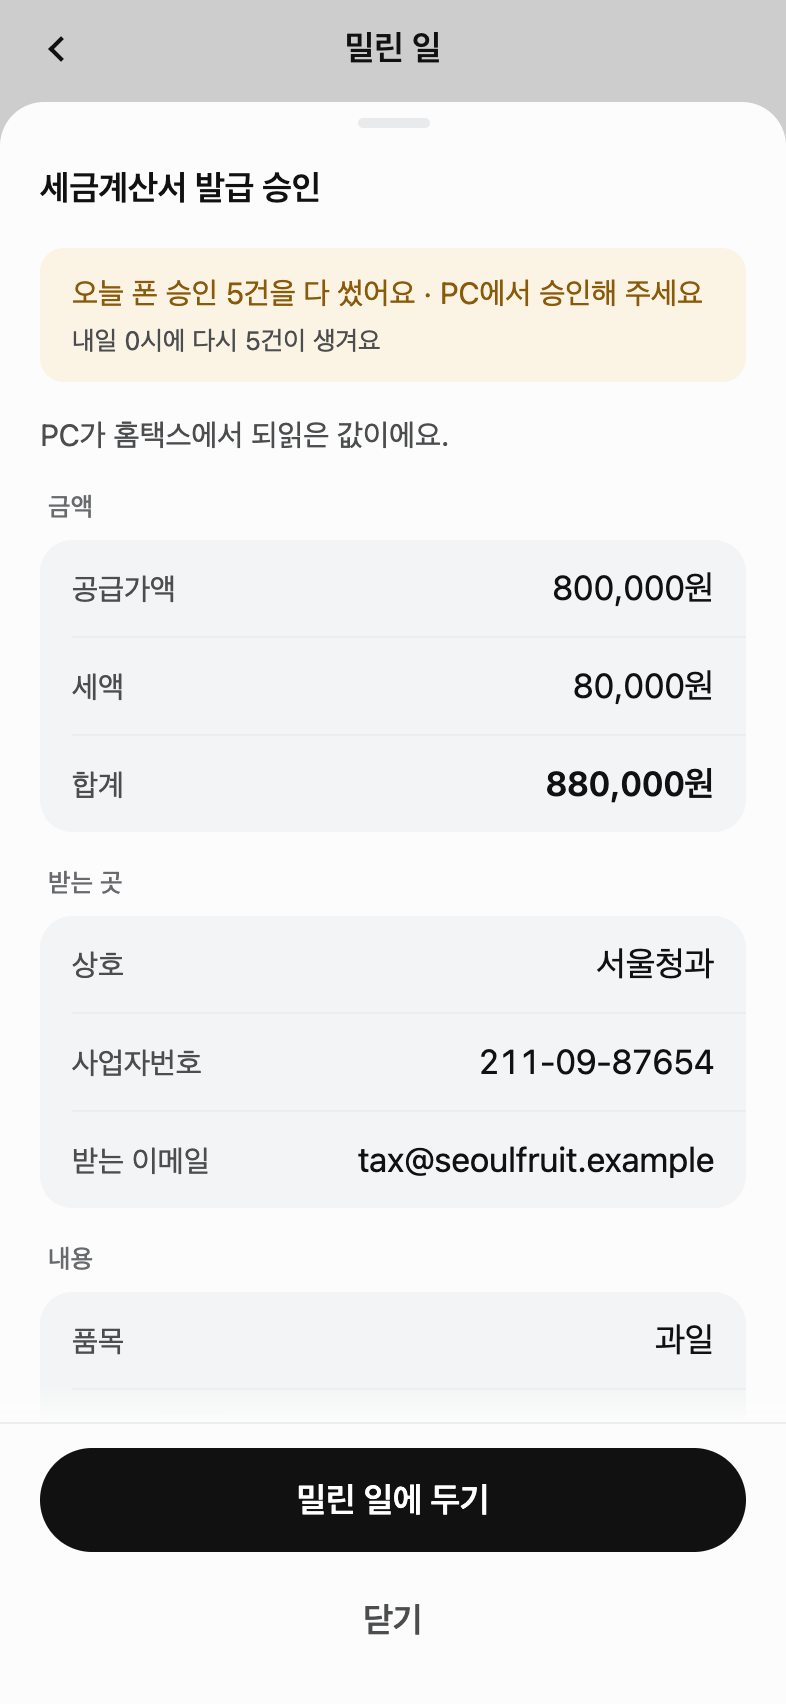 밀린 일
세금계산서 발급 승인
오늘 폰 승인 5건을 다 썼어요 · PC에서 승인해 주세요
내일 0시에 다시 5건이 생겨요
PC가 홈택스에서 되읽은 값이에요.
금액
공급가액 800,000원
세액 80,000원
합계 880,000원
받는 곳
상호 서울청과
사업자번호 211-09-87654
받는 이메일 tax@seoulfruit.example
내용
품목 과일
밀린 일에 두기
닫기